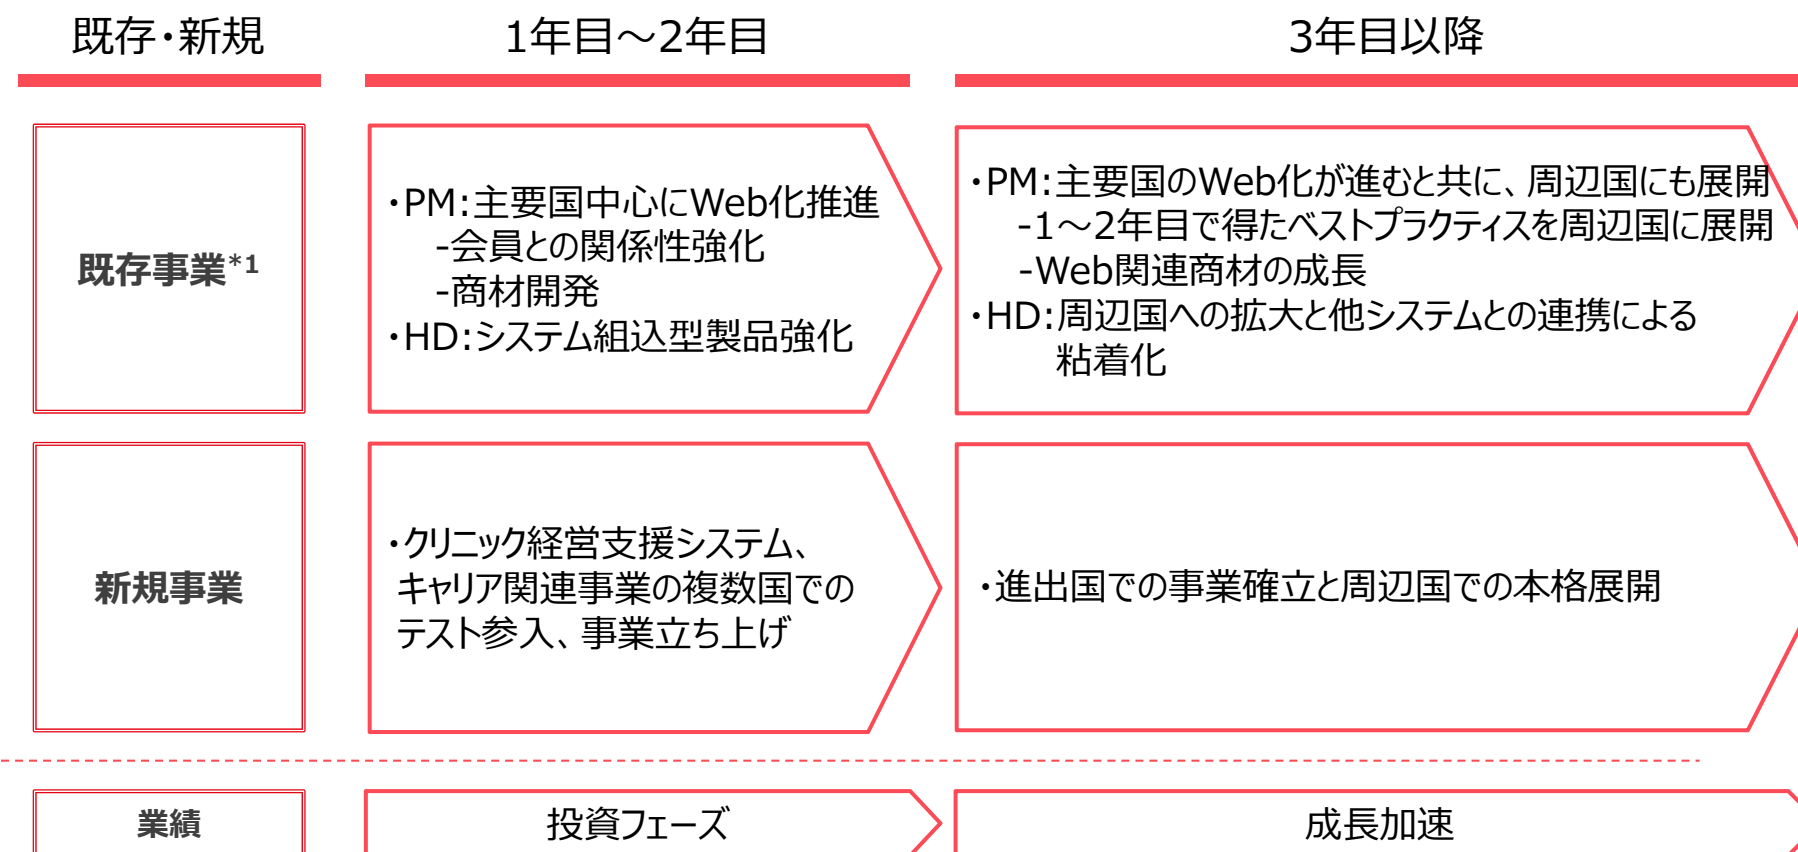 既存・新規
1年目～2年目
3年目以降
既存事業*1
・PM:主要国中心にWeb化推進
-会員との関係性強化
-商材開発
・HD:システム組込型製品強化
・PM:主要国のWeb化が進むと共に、周辺国にも展開
-1～2年目で得たベストプラクティスを周辺国に展開
-Web関連商材の成長
・HD:周辺国への拡大と他システムとの連携による
粘着化
新規事業
・クリニック経営支援システム、
キャリア関連事業の複数国での
テスト参入、事業立ち上げ
・進出国での事業確立と周辺国での本格展開
業績
投資フェーズ
成長加速